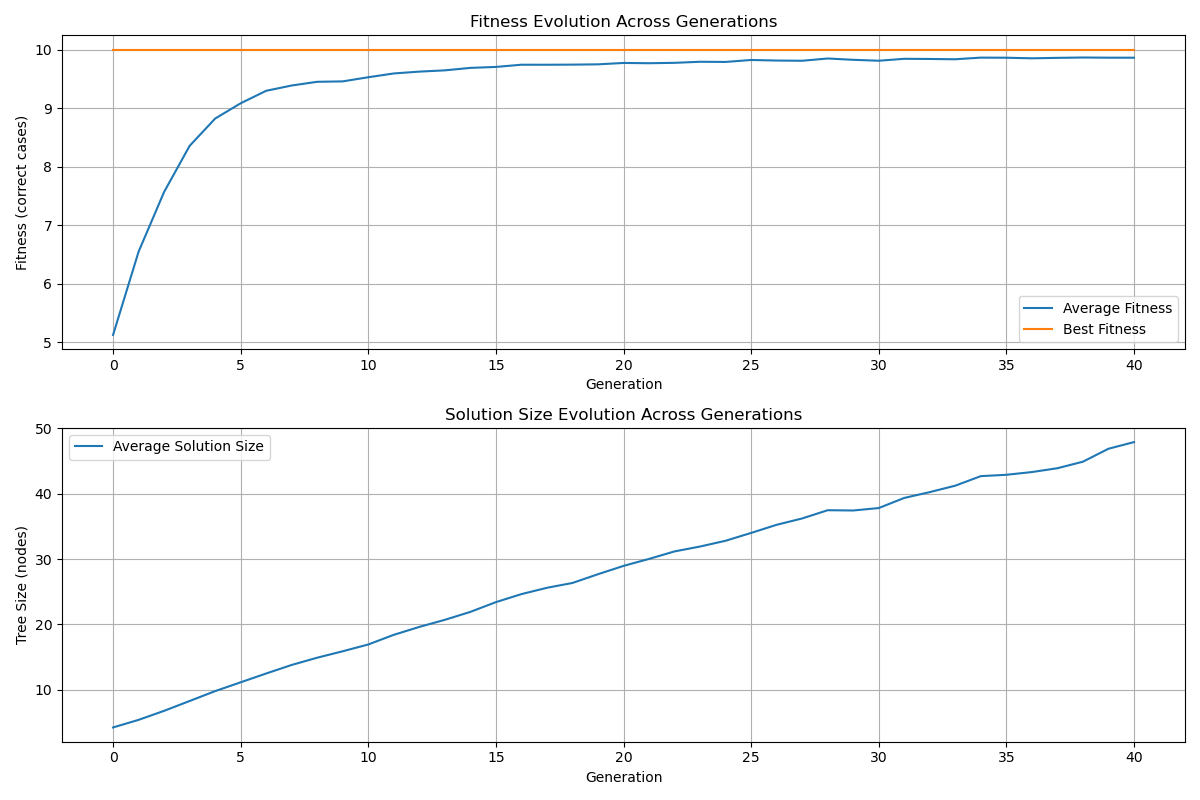 Fitness Evolution Across Generations
Fitness (correct cases)
10
9
8
7
6
5
Average Fitness
Best Fitness
0 5 10 15 20 25 30 35 40
Generation
Solution Size Evolution Across Generations
Tree Size (nodes)
50
40
30
20
10
Average Solution Size
0 5 10 15 20 25 30 35 40
Generation